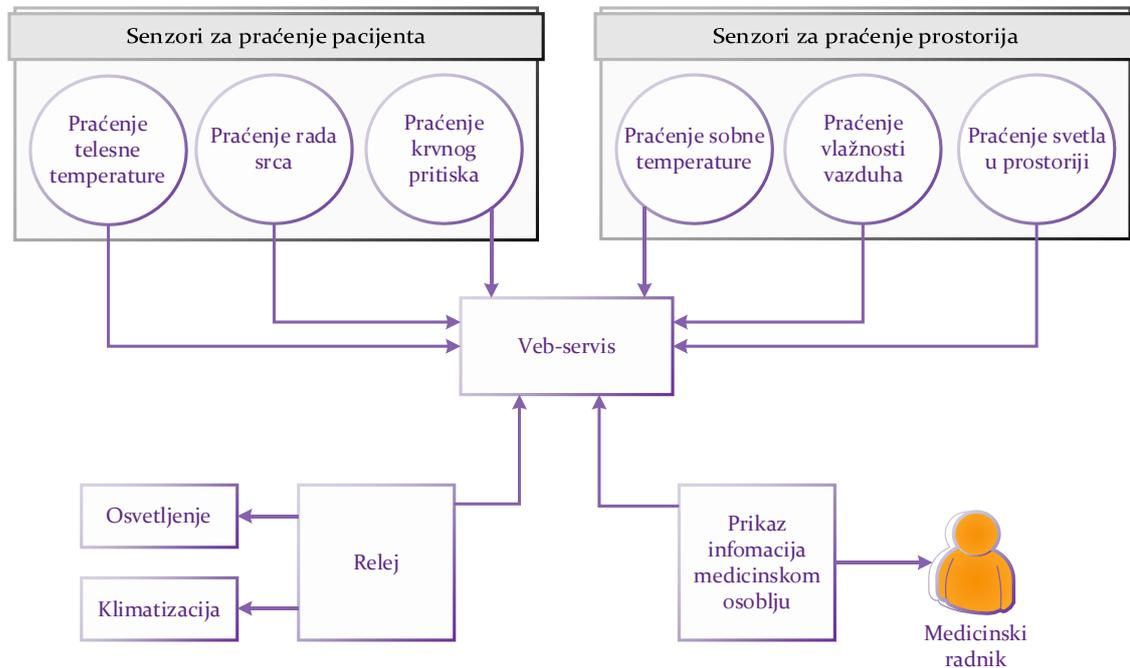 Senzori za praćenje pacijenta
Senzori za praćenje prostorija
Praćenje
telesne
temperature
Praćenje rada
srca
Praćenje
krvnog
pritiska
Praćenje sobne
temperature
Praćenje
vlažnosti
vazduha
Praćenje svetla
u prostoriji
Veb-servis
Osvetljenje
Klimatizacija
Relej
Prikaz
infomacija
medicinskom
osoblju
Medicinski
radnik